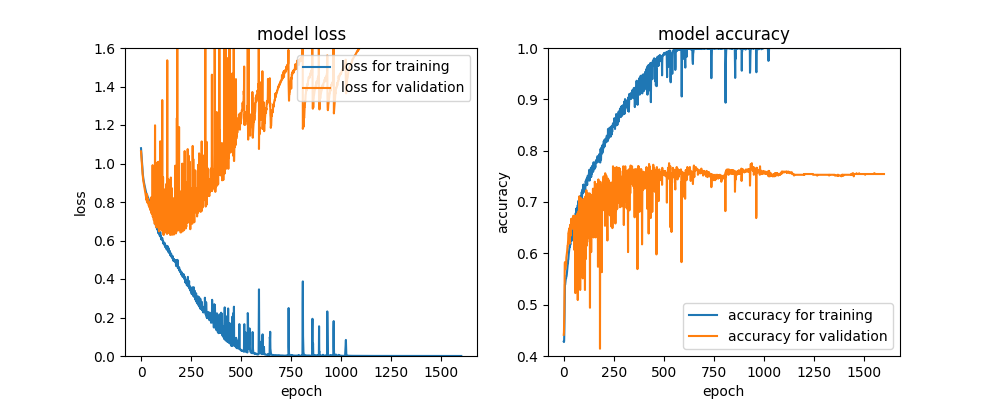 model loss
loss
1.6
1.4
1.2
1.0
0.8
0.6
0.4
0.2
0.0
loss for training
loss for validation
0 250 500 750 1000 1250 1500
epoch
model accuracy
accuracy
1.0
0.9
0.8
0.7
0.6
0.5
0.4
accuracy for training
accuracy for validation
0 250 500 750 1000 1250 1500
epoch